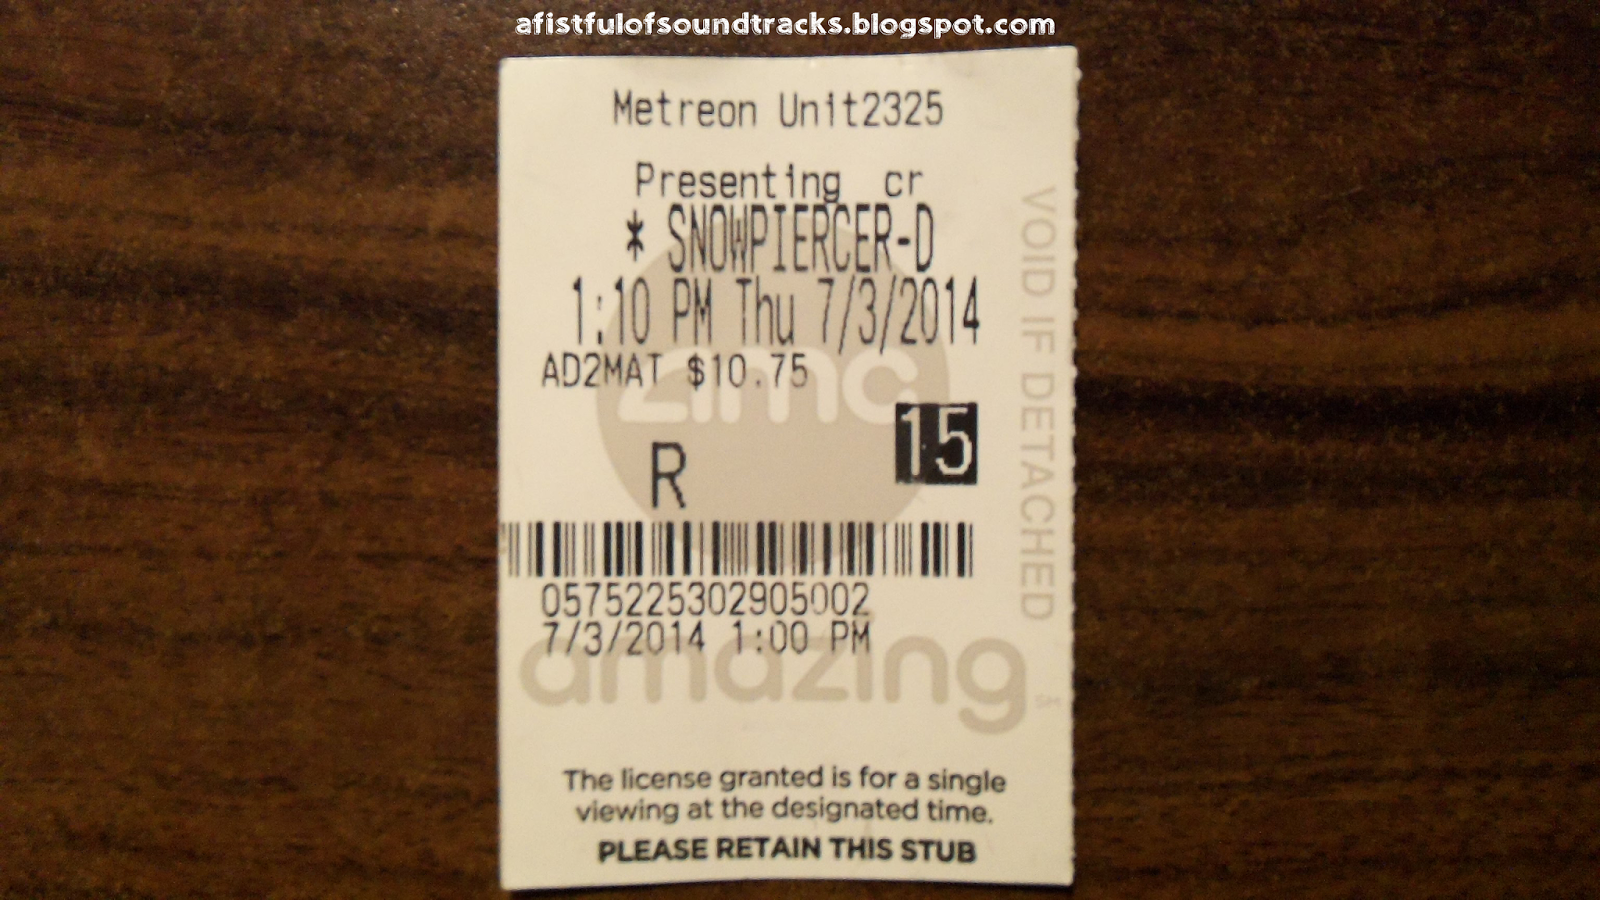 afistfulofsoundtracks.blogspot.com
Metreon Unit2325
Presenting cr
* SNOWPIERCER-D
1:10 PM Thu 7/3/2014
AD2MAT $10.75
amc
15
R
0575225302905002
7/3/2014 1:00 PM
amazing SM
The license granted is for a single
viewing at the designated time.
PLEASE RETAIN THIS STUB
VOID IF DETACHED